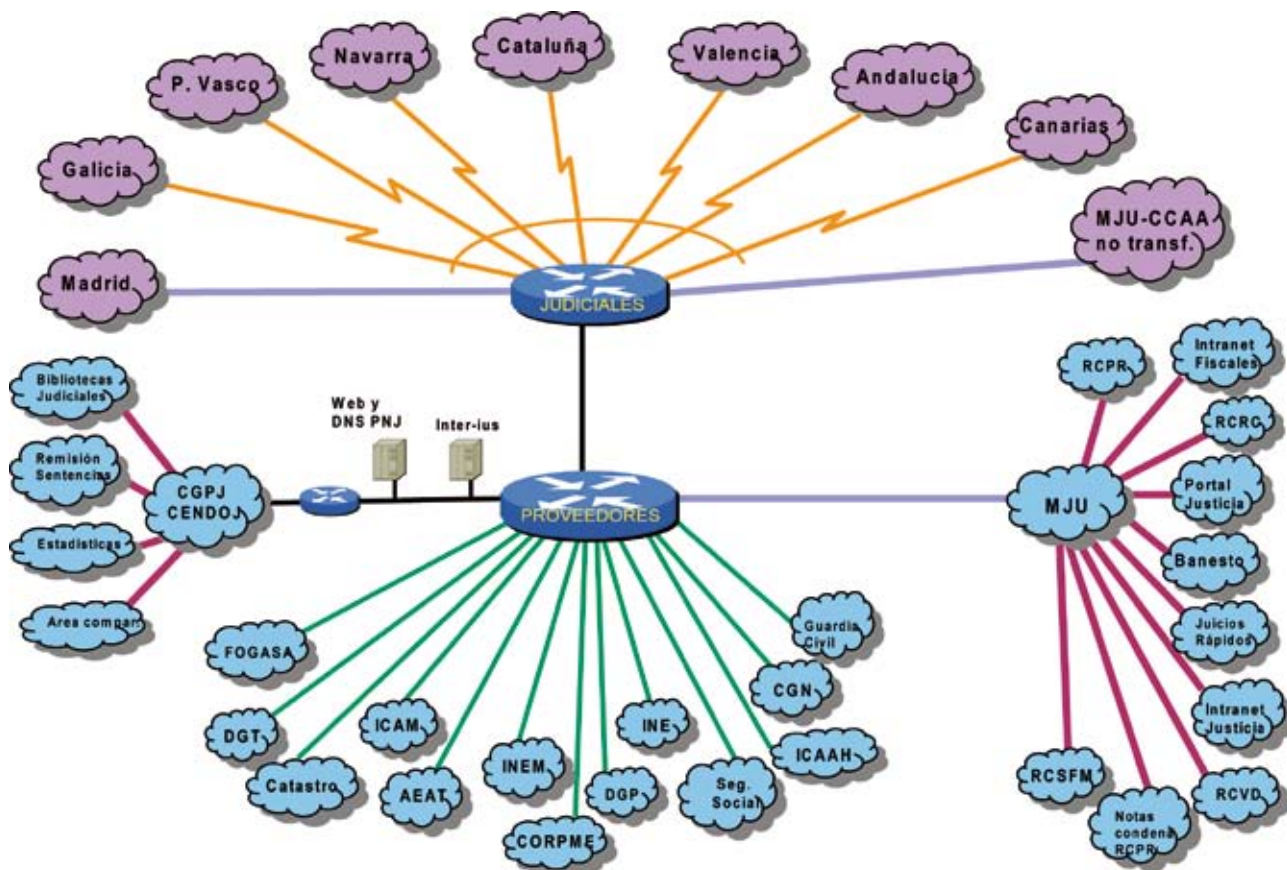 Cataluña
Valencia
Navarra
Andalucia
P. Vasco
Canarias
Galicia
MJU-CCAA
no transf.
Madrid
JUDICIALES
Bibliotecas
Judiciales
Remisión
Sentencias
Estadísticas
Area compar.
CGPJ
CENDOJ
Web y
DNS PNJ
Inter-ius
PROVEEDORES
MJU
RCPR
Intranet
Fiscales
RCRC
Portal
Justicia
Banesto
Juicios
Rápidos
Intranet
Justicia
RCVD
Notas
condena
RCPR
RCSFM
FOGASA
DGT
Catastro
ICAM
AEAT
INEM
CORPME
DGP
INE
Seg.
Social
ICAAH
CGN
Guardia
Civil